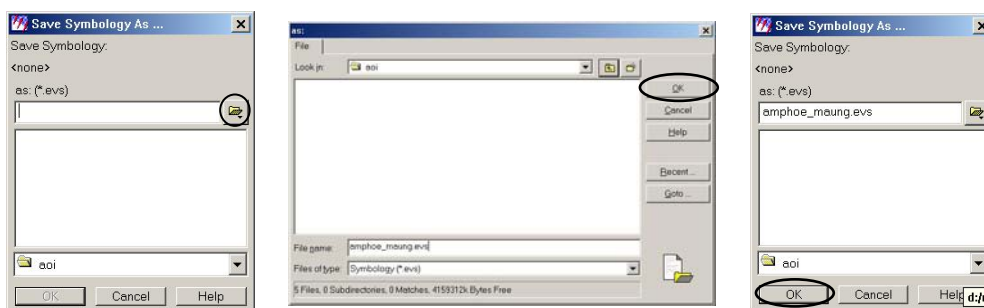 Save Symbology As ...
Save Symbology:
<none>
as: (*.evs)
aoi
OK Cancel Help
as:
File
Look in: aoi
OK
Cancel
Help
Recent ...
Goto ...
File name: amphoe_maung.evs
Files of type: Symbology (*.evs)
5 Files, 0 Subdirectories, 0 Matches, 4159312k Bytes Free
Save Symbology As ...
Save Symbology:
<none>
as: (*.evs)
amphoe_maung.evs
aoi
OK Cancel Help